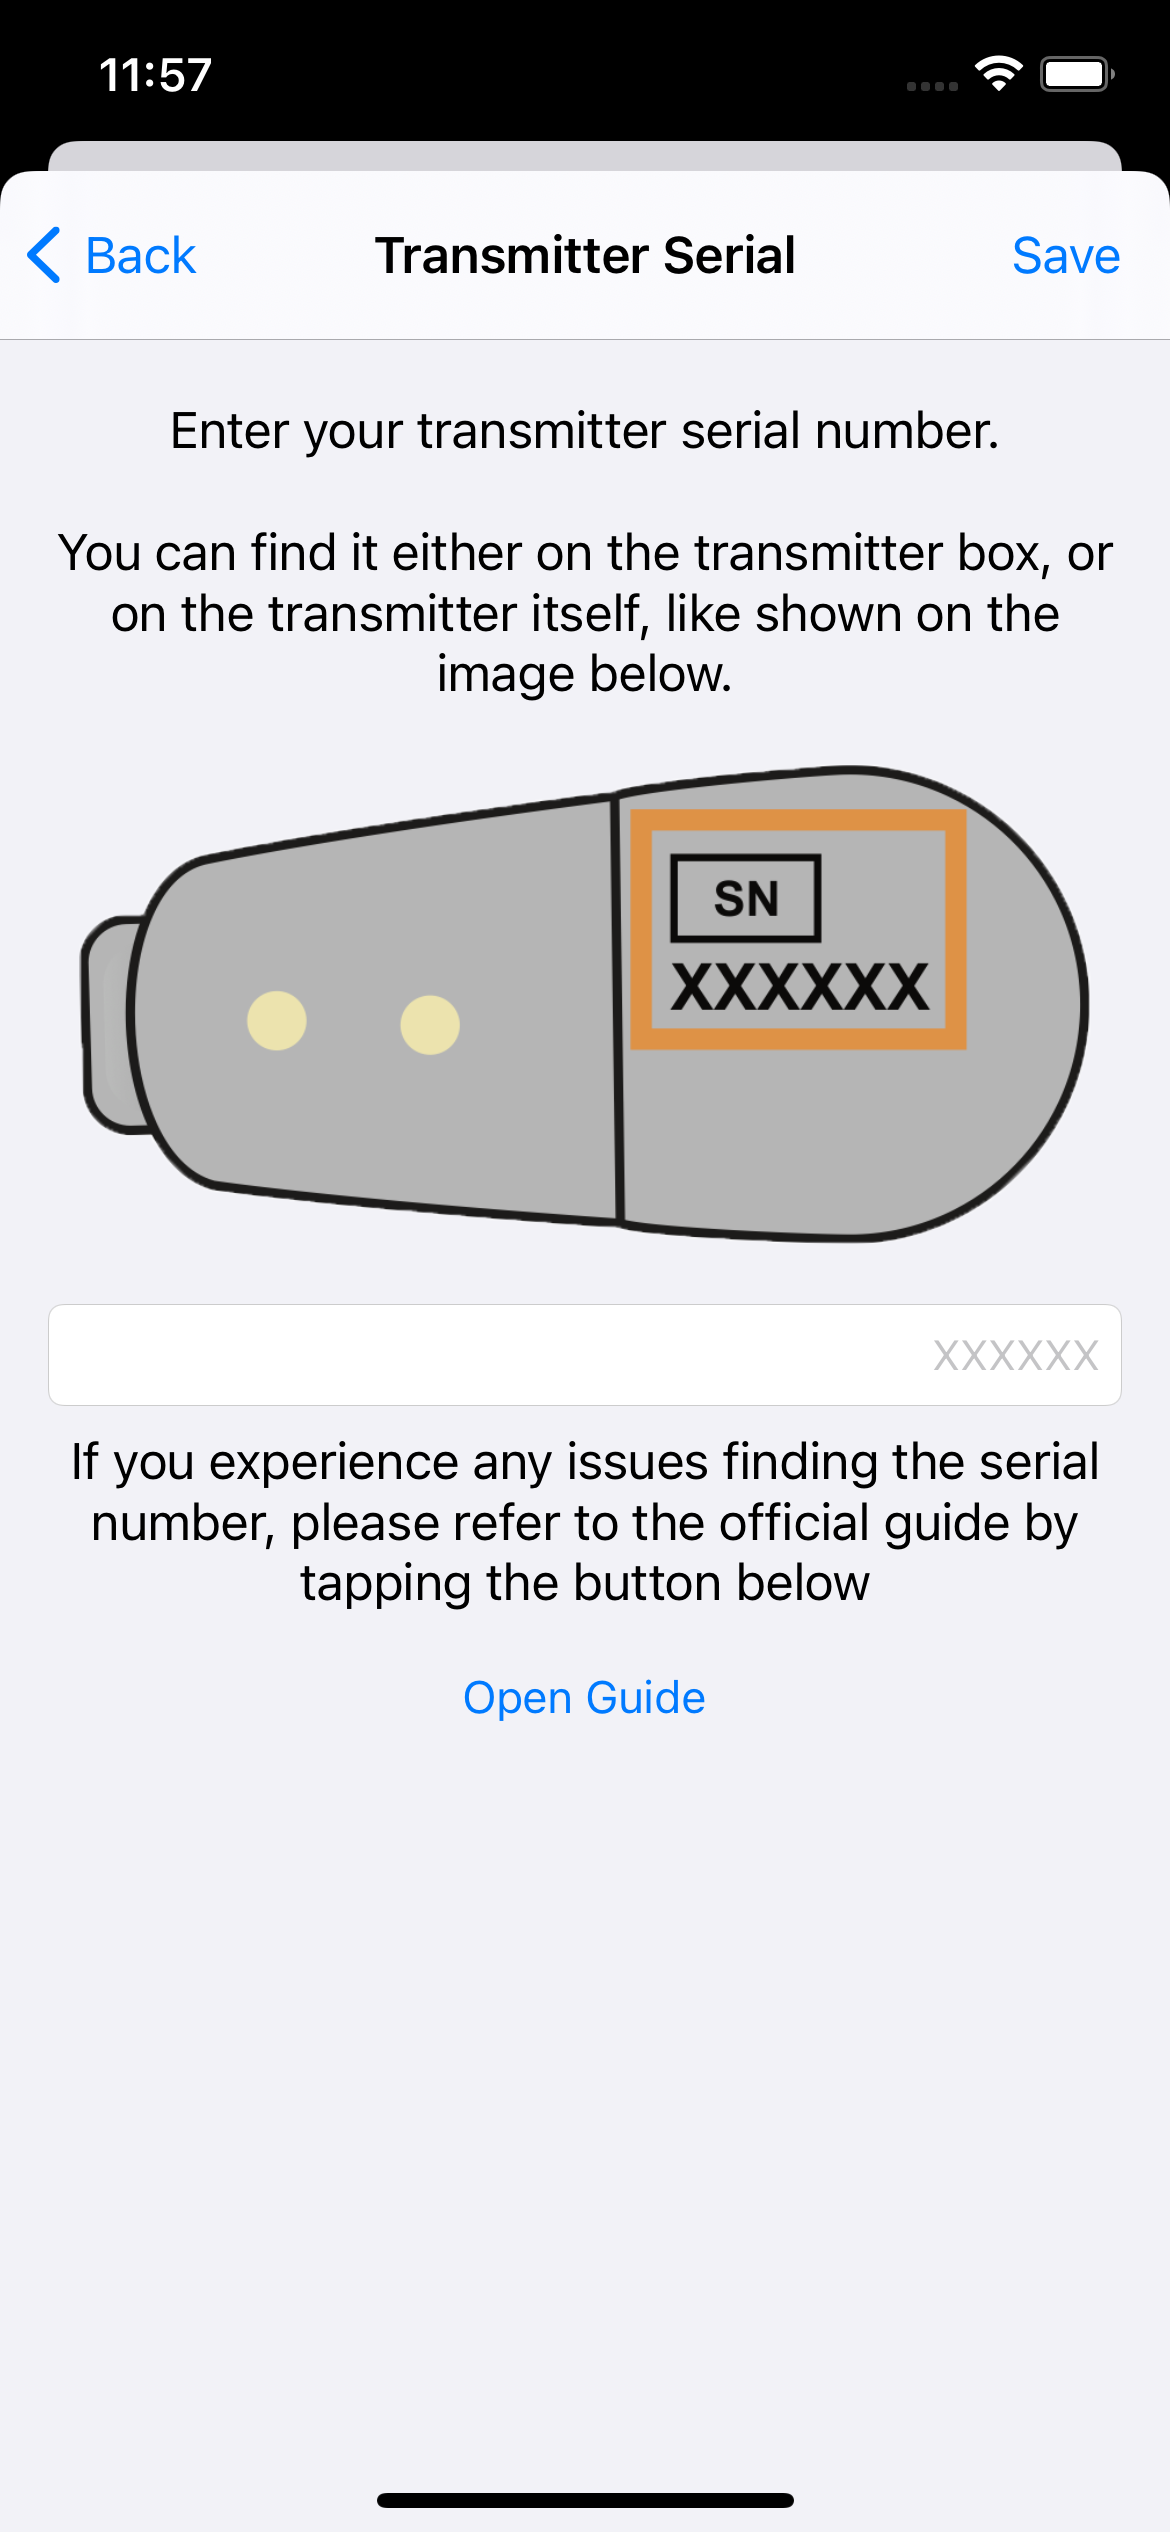 11:57
Back
Transmitter Serial
Save
Enter your transmitter serial number.
You can find it either on the transmitter box, or
on the transmitter itself, like shown on the
image below.
SN
XXXXXX
XXXXXX
If you experience any issues finding the serial
number, please refer to the official guide by
tapping the button below
Open Guide